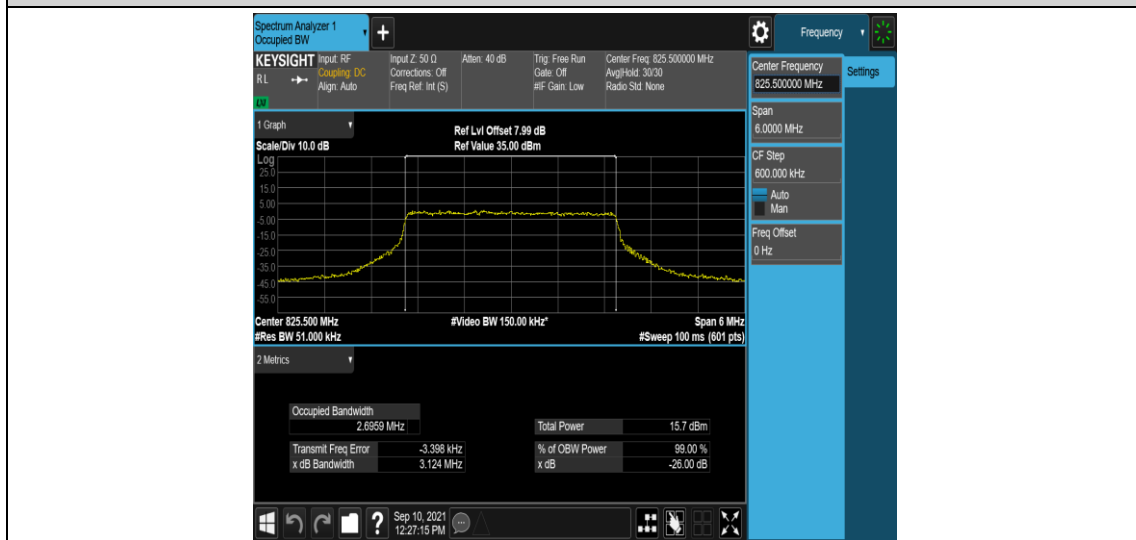 Spectrum Analyzer 1
Occupied BW
+
Frequency
KEYSIGHT
RL
LXI
Input: RF
Coupling: DC
Align: Auto
Input Z: 50 Ω
Corrections: Off
Freq Ref: Int (S)
Atten: 40 dB
Trig: Free Run
Gate: Off
#IF Gain: Low
Center Freq: 825.500000 MHz
Avg|Hold: 30/30
Radio Std: None
Center Frequency
825.500000 MHz
Settings
Span
6.0000 MHz
CF Step
600.000 kHz
Auto
Man
Freq Offset
0 Hz
1 Graph
Ref Lvl Offset 7.99 dB
Scale/Div 10.0 dB
Ref Value 35.00 dBm
Log
25.0
15.0
5.00
-5.00
-15.0
-25.0
-35.0
-45.0
-55.0
Center 825.500 MHz
#Video BW 150.00 kHz*
Span 6 MHz
#Res BW 51.000 kHz
#Sweep 100 ms (601 pts)
2 Metrics
Occupied Bandwidth
2.6959 MHz
Total Power 15.7 dBm
Transmit Freq Error -3.398 kHz
% of OBW Power 99.00 %
x dB Bandwidth 3.124 MHz
x dB -26.00 dB
?
Sep 10, 2021
12:27:15 PM